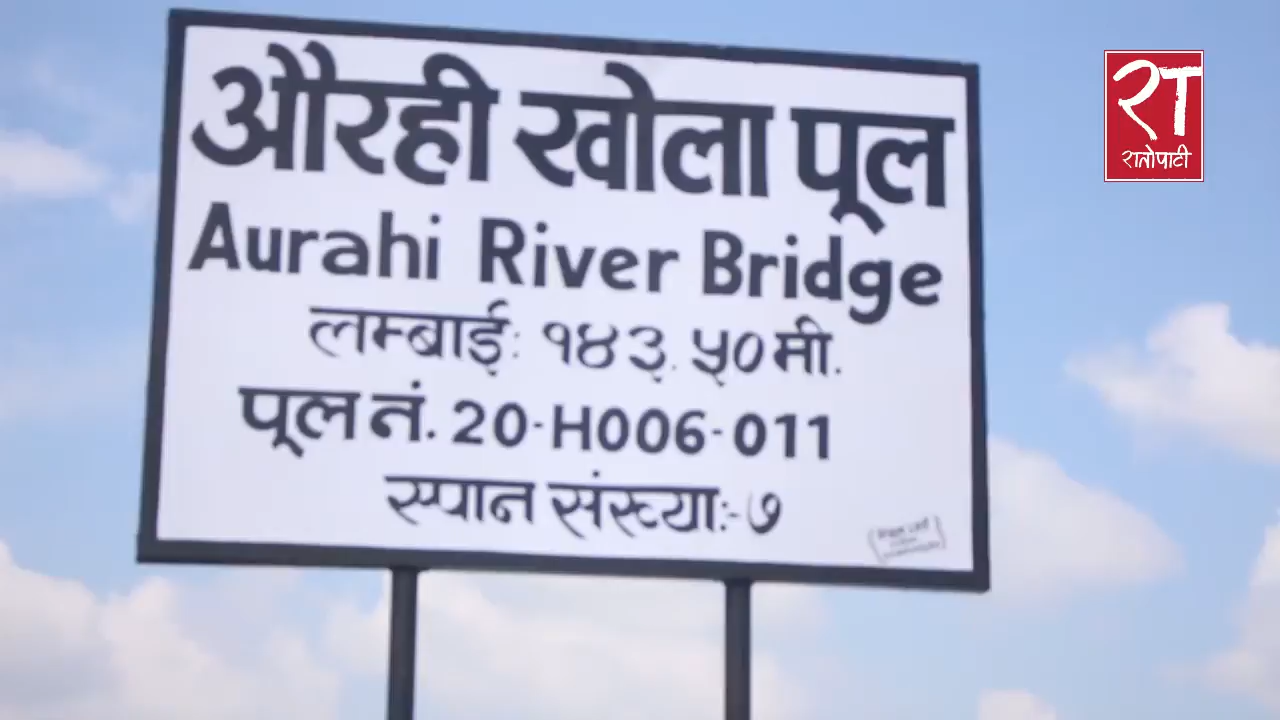 औरही खोला पूल
Aurahi River Bridge
लम्बाई: १४३.५०मी.
पूल नं. 20-H006-011
स्पान संख्या:-७
रा
रातोपाटी